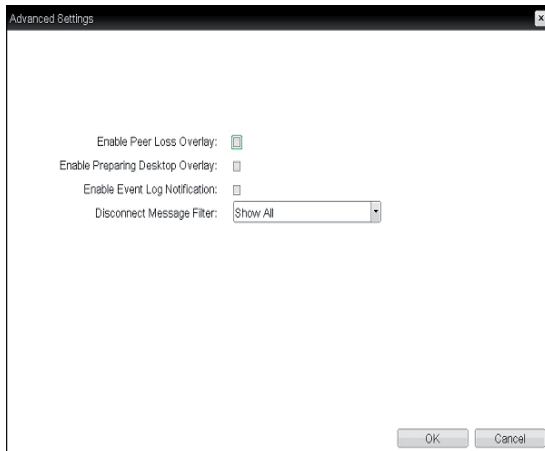 Advanced Settings
Enable Peer Loss Overlay:
Enable Preparing Desktop Overlay:
Enable Event Log Notification:
Disconnect Message Filter: Show All
OK Cancel